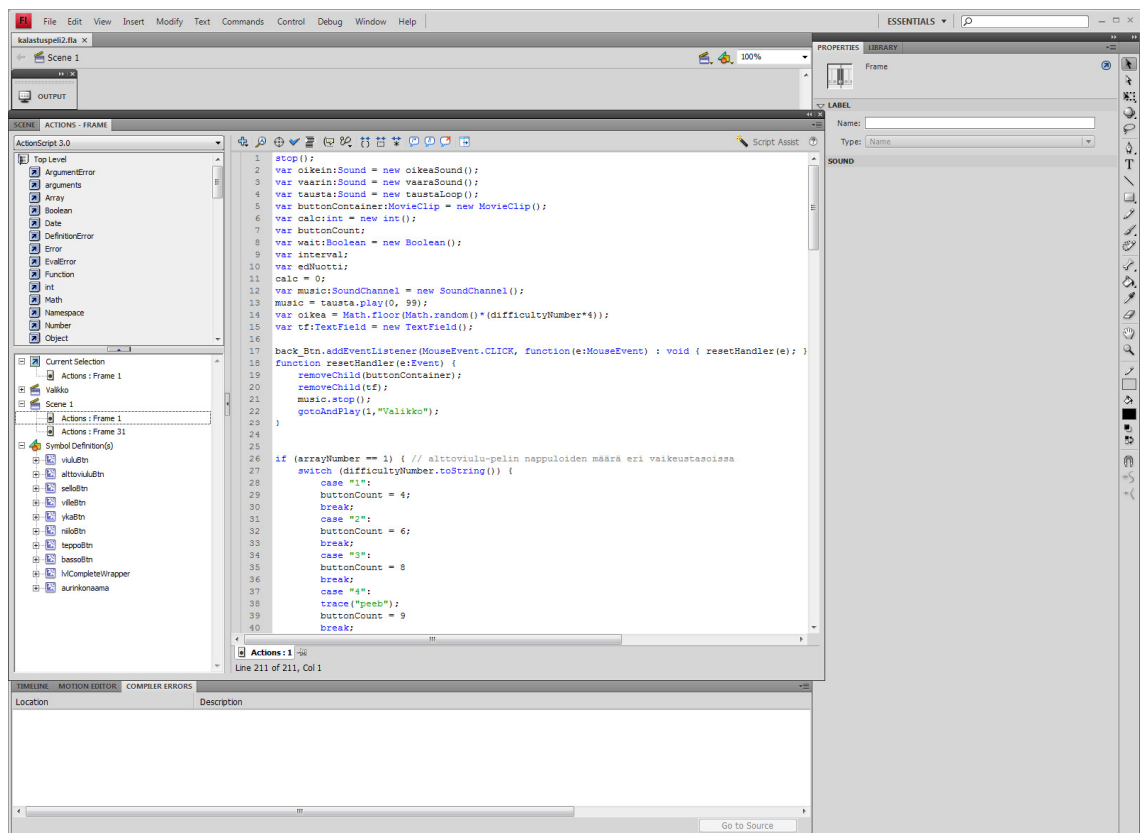 FL File Edit View Insert Modify Text Commands Control Debug Window Help ESSENTIALS
kalastuspeli2.fla ×
Scene 1 100%
OUTPUT
PROPERTIES LIBRARY
Frame
LABEL
Name:
Type: Name
SOUND
SCENE ACTIONS - FRAME
ActionScript 3.0
Script Assist
Top Level
ArgumentError
arguments
Array
Boolean
Date
DefinitionError
Error
EvalError
Function
int
Math
Namespace
Number
Object
Current Selection
Actions : Frame 1
Valikko
Scene 1
Actions : Frame 1
Actions : Frame 31
Symbol Definition(s)
viuluBtn
alttoviuluBtn
selloBtn
villeBtn
ykaBtn
niiloBtn
teppoBtn
bassoBtn
lvlCompleteWrapper
aurinkonaama
1 stop();
2 var oikein:Sound = new oikeaSound();
3 var vaarin:Sound = new vaaraSound();
4 var tausta:Sound = new taustaLoop();
5 var buttonContainer:MovieClip = new MovieClip();
6 var calc:int = new int();
7 var buttonCount;
8 var wait:Boolean = new Boolean();
9 var interval;
10 var edNuotti;
11 calc = 0;
12 var music:SoundChannel = new SoundChannel();
13 music = tausta.play(0, 99);
14 var oikea = Math.floor(Math.random()*(difficultyNumber*4));
15 var tf:TextField = new TextField();
16
17 back_Btn.addEventListener(MouseEvent.CLICK, function(e:MouseEvent) : void { resetHandler(e); }
18 function resetHandler(e:Event) {
19 removeChild(buttonContainer);
20 removeChild(tf);
21 music.stop();
22 gotoAndPlay(1,"Valikko");
23 }
24
25
26 if (arrayNumber == 1) { // alttoviulu-pelin nappuloiden määrä eri vaikeustasoissa
27 switch (difficultyNumber.toString()) {
28 case "1":
29 buttonCount = 4;
30 break;
31 case "2":
32 buttonCount = 6;
33 break;
34 case "3":
35 buttonCount = 8
36 break;
37 case "4":
38 trace("peeb");
39 buttonCount = 9
40 break;
Actions : 1
Line 211 of 211, Col 1
TIMELINE MOTION EDITOR COMPILER ERRORS
Location Description
Go to Source